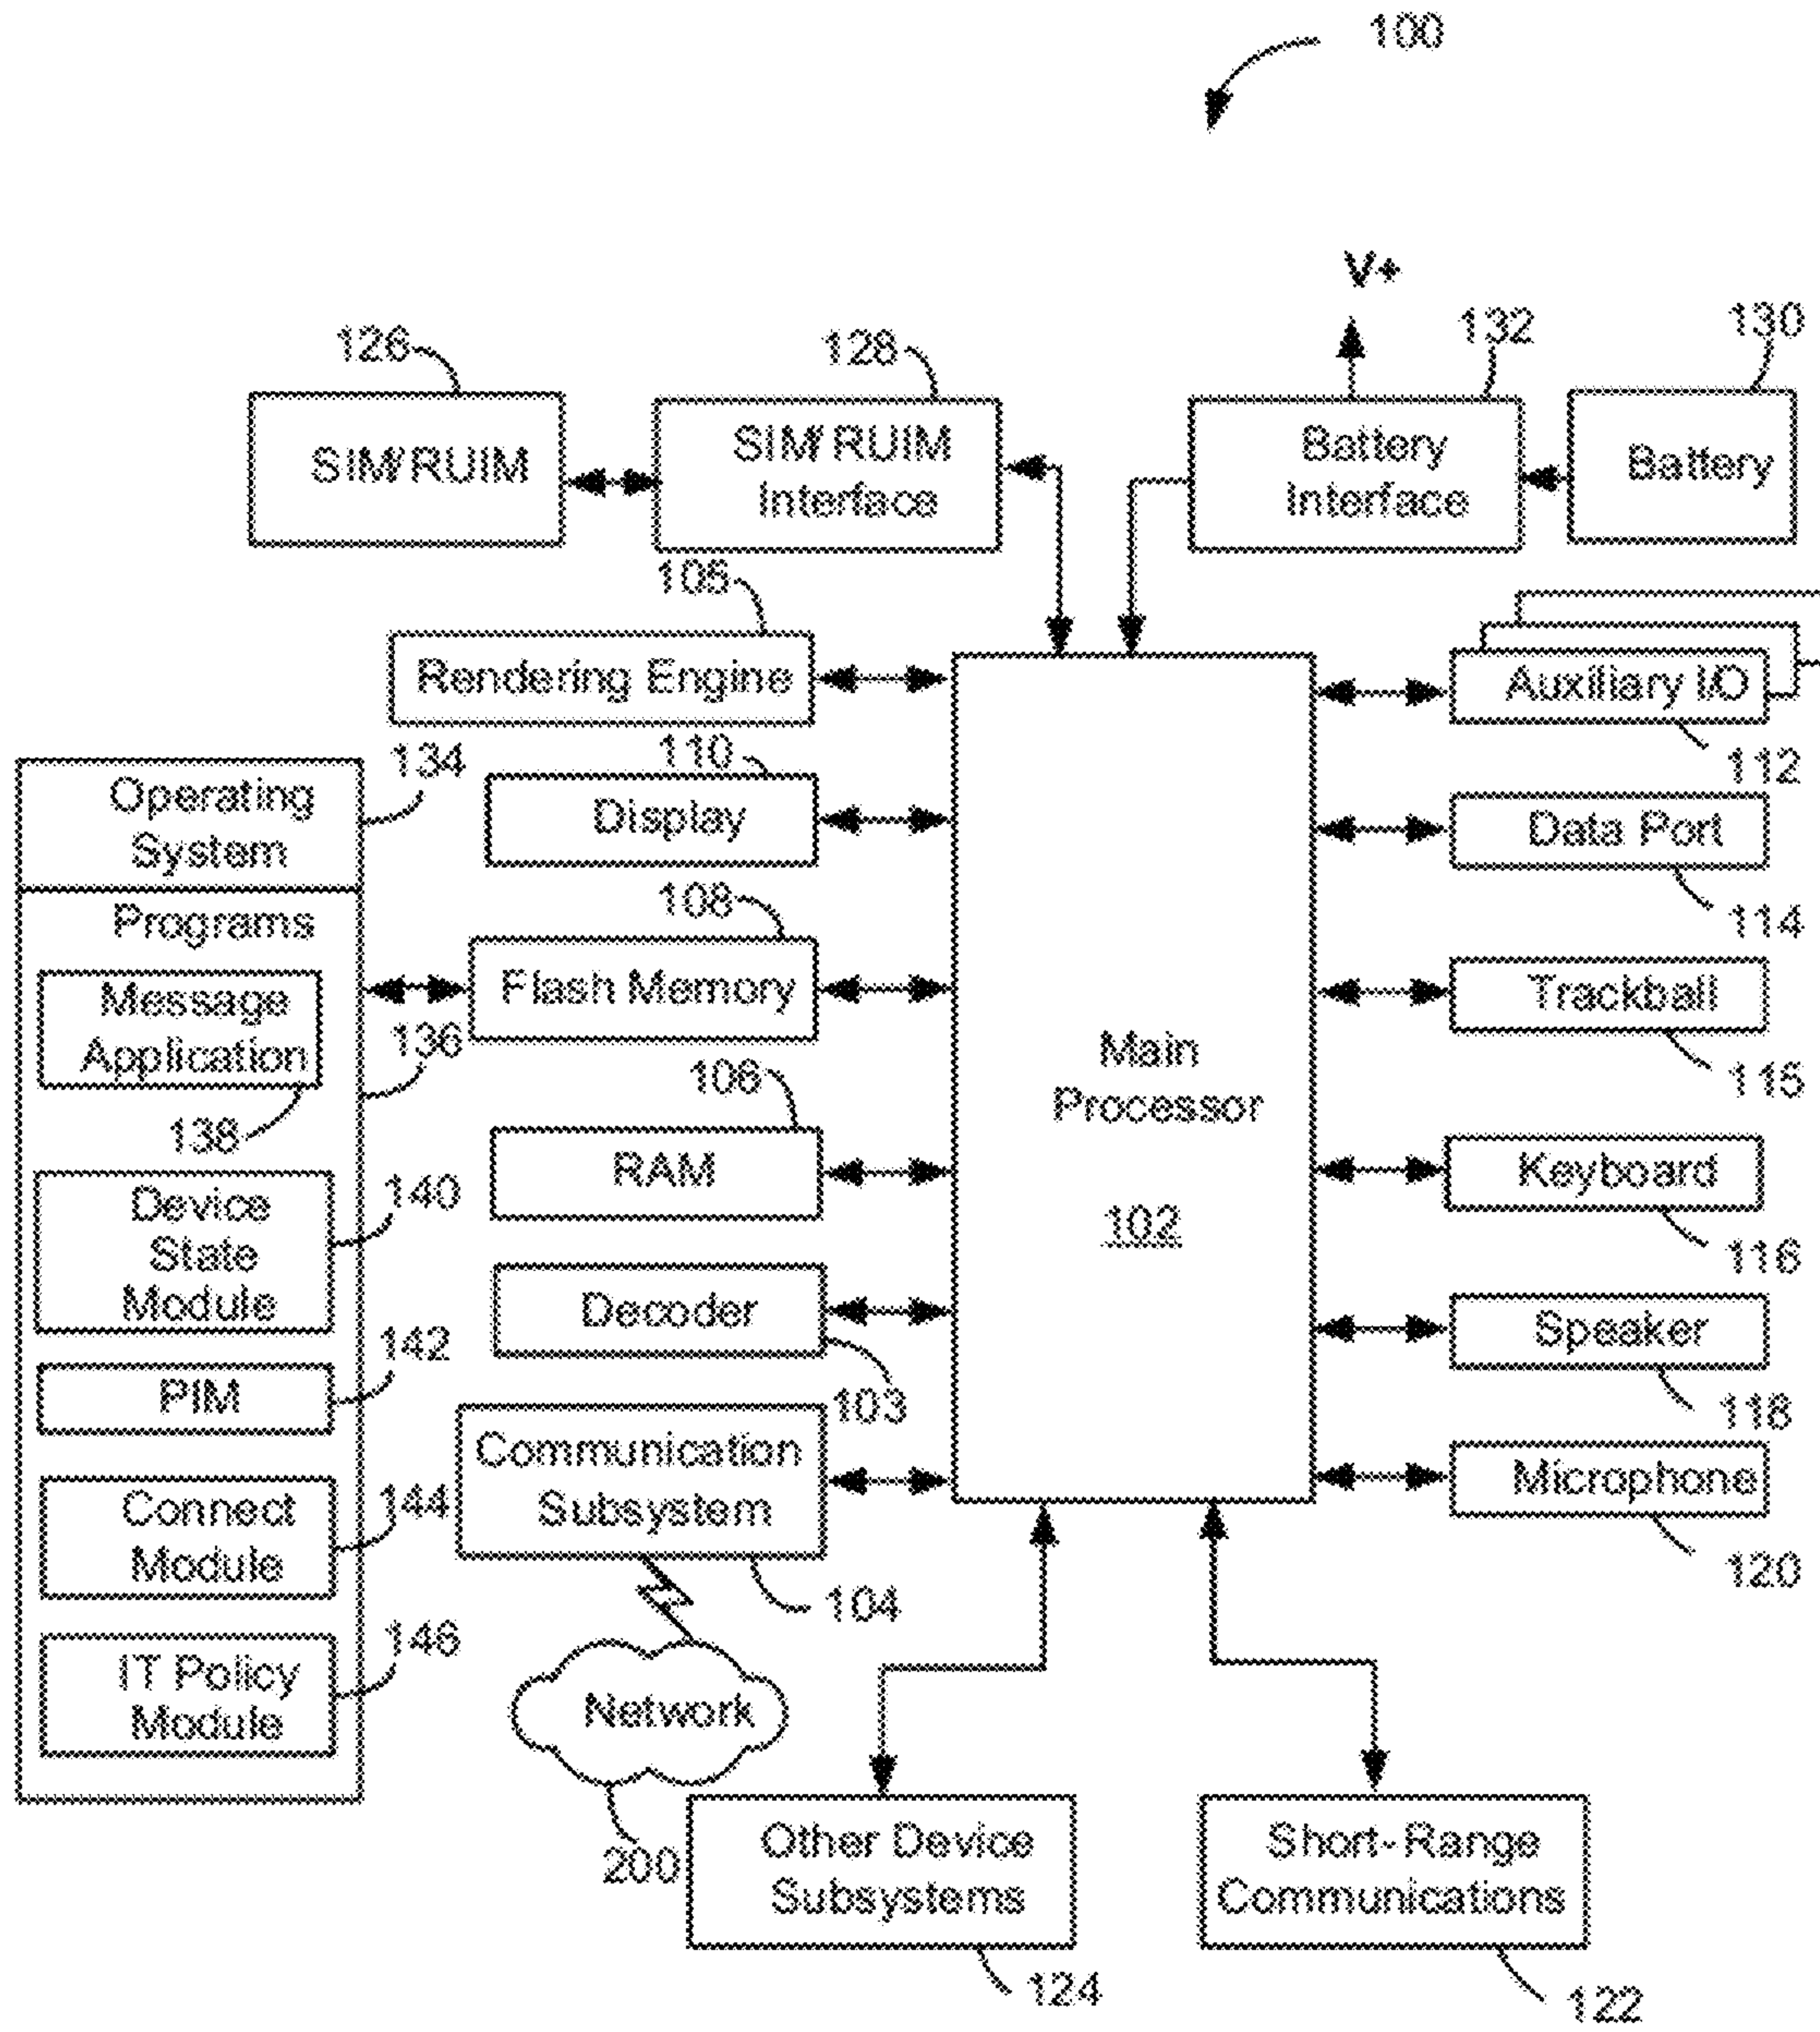 100
V+
126
128
132
130
SIM/RUIM
SIM/RUIM
Interface
Battery
Interface
Battery
105
Rendering Engine
Auxiliary I/O
112
134
110
Operating
System
Display
Data Port
114
Programs
108
Message
Application
Flash Memory
Trackball
115
136
138
106
Main
Processor
102
RAM
Keyboard
116
Device
State
Module
140
Decoder
103
Speaker
118
PIM
142
Communication
Subsystem
104
Microphone
120
Connect
Module
144
IT Policy
Module
146
Network
200
Other Device
Subsystems
124
Short-Range
Communications
122